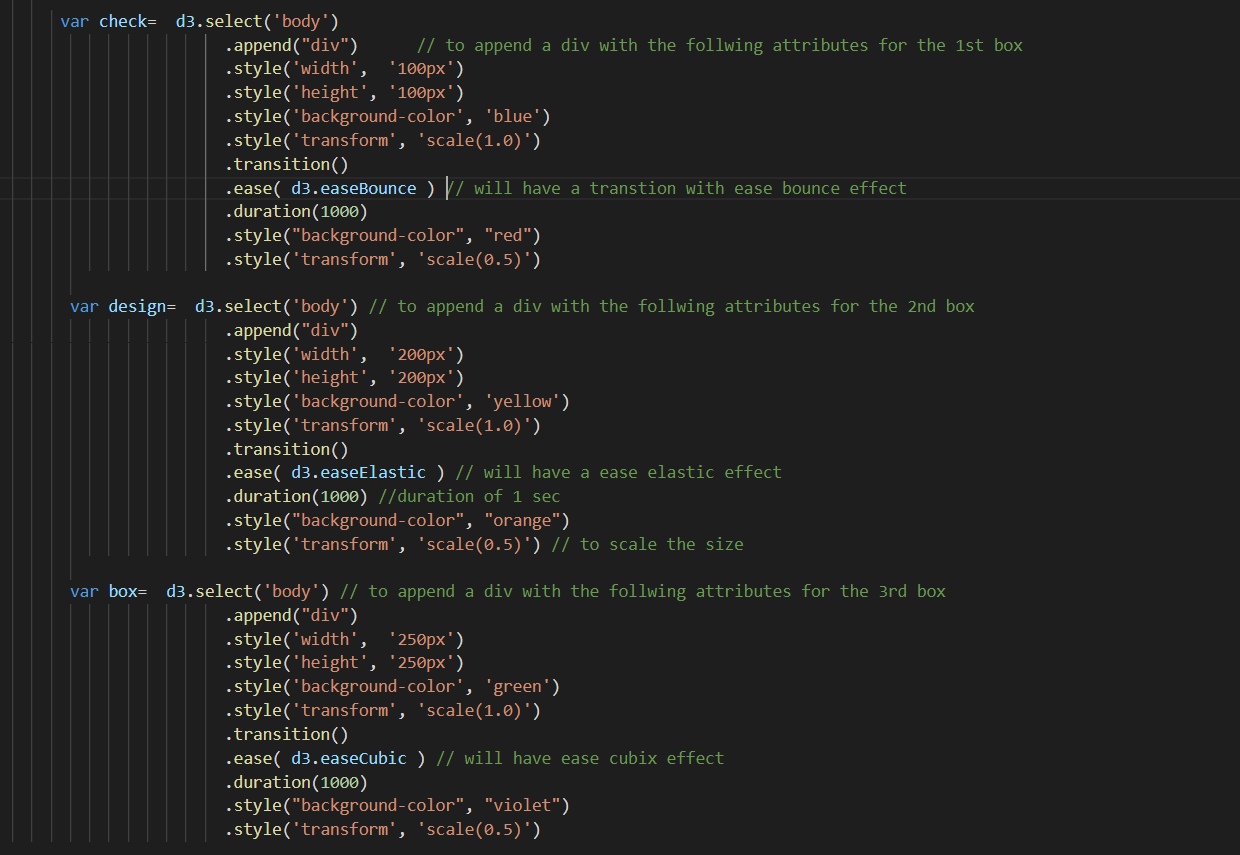 var check=  d3.select('body')
.append("div")      // to append a div with the follwing attributes for the 1st box
.style('width',  '100px')
.style('height', '100px')
.style('background-color', 'blue')
.style('transform', 'scale(1.0)')
.transition()
.ease( d3.easeBounce ) // will have a transtion with ease bounce effect
.duration(1000)
.style("background-color", "red")
.style('transform', 'scale(0.5)')
var design=  d3.select('body') // to append a div with the follwing attributes for the 2nd box
.append("div")
.style('width',  '200px')
.style('height', '200px')
.style('background-color', 'yellow')
.style('transform', 'scale(1.0)')
.transition()
.ease( d3.easeElastic ) // will have a ease elastic effect
.duration(1000) //duration of 1 sec
.style("background-color", "orange")
.style('transform', 'scale(0.5)') // to scale the size
var box=  d3.select('body') // to append a div with the follwing attributes for the 3rd box
.append("div")
.style('width',  '250px')
.style('height', '250px')
.style('background-color', 'green')
.style('transform', 'scale(1.0)')
.transition()
.ease( d3.easeCubic ) // will have ease cubix effect
.duration(1000)
.style("background-color", "violet")
.style('transform', 'scale(0.5)')